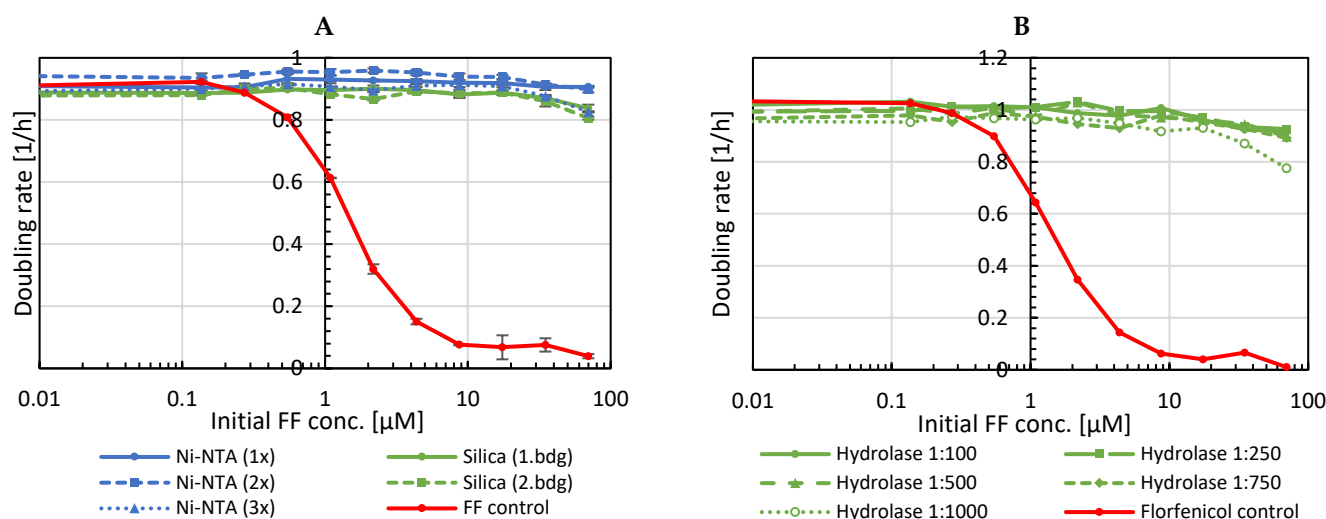 A
Doubling rate [1/h]
1
0.8
0.6
0.4
0.2
0
0.01 0.1 1 10 100
Initial FF conc. [µM]
Ni-NTA (1x) Silica (1.bdg)
Ni-NTA (2x) Silica (2.bdg)
Ni-NTA (3x) FF control
B
Doubling rate [1/h]
1.2
1
0.8
0.6
0.4
0.2
0
0.01 0.1 1 10 100
Initial FF conc. [µM]
Hydrolase 1:100 Hydrolase 1:250
Hydrolase 1:500 Hydrolase 1:750
Hydrolase 1:1000 Florfenicol control